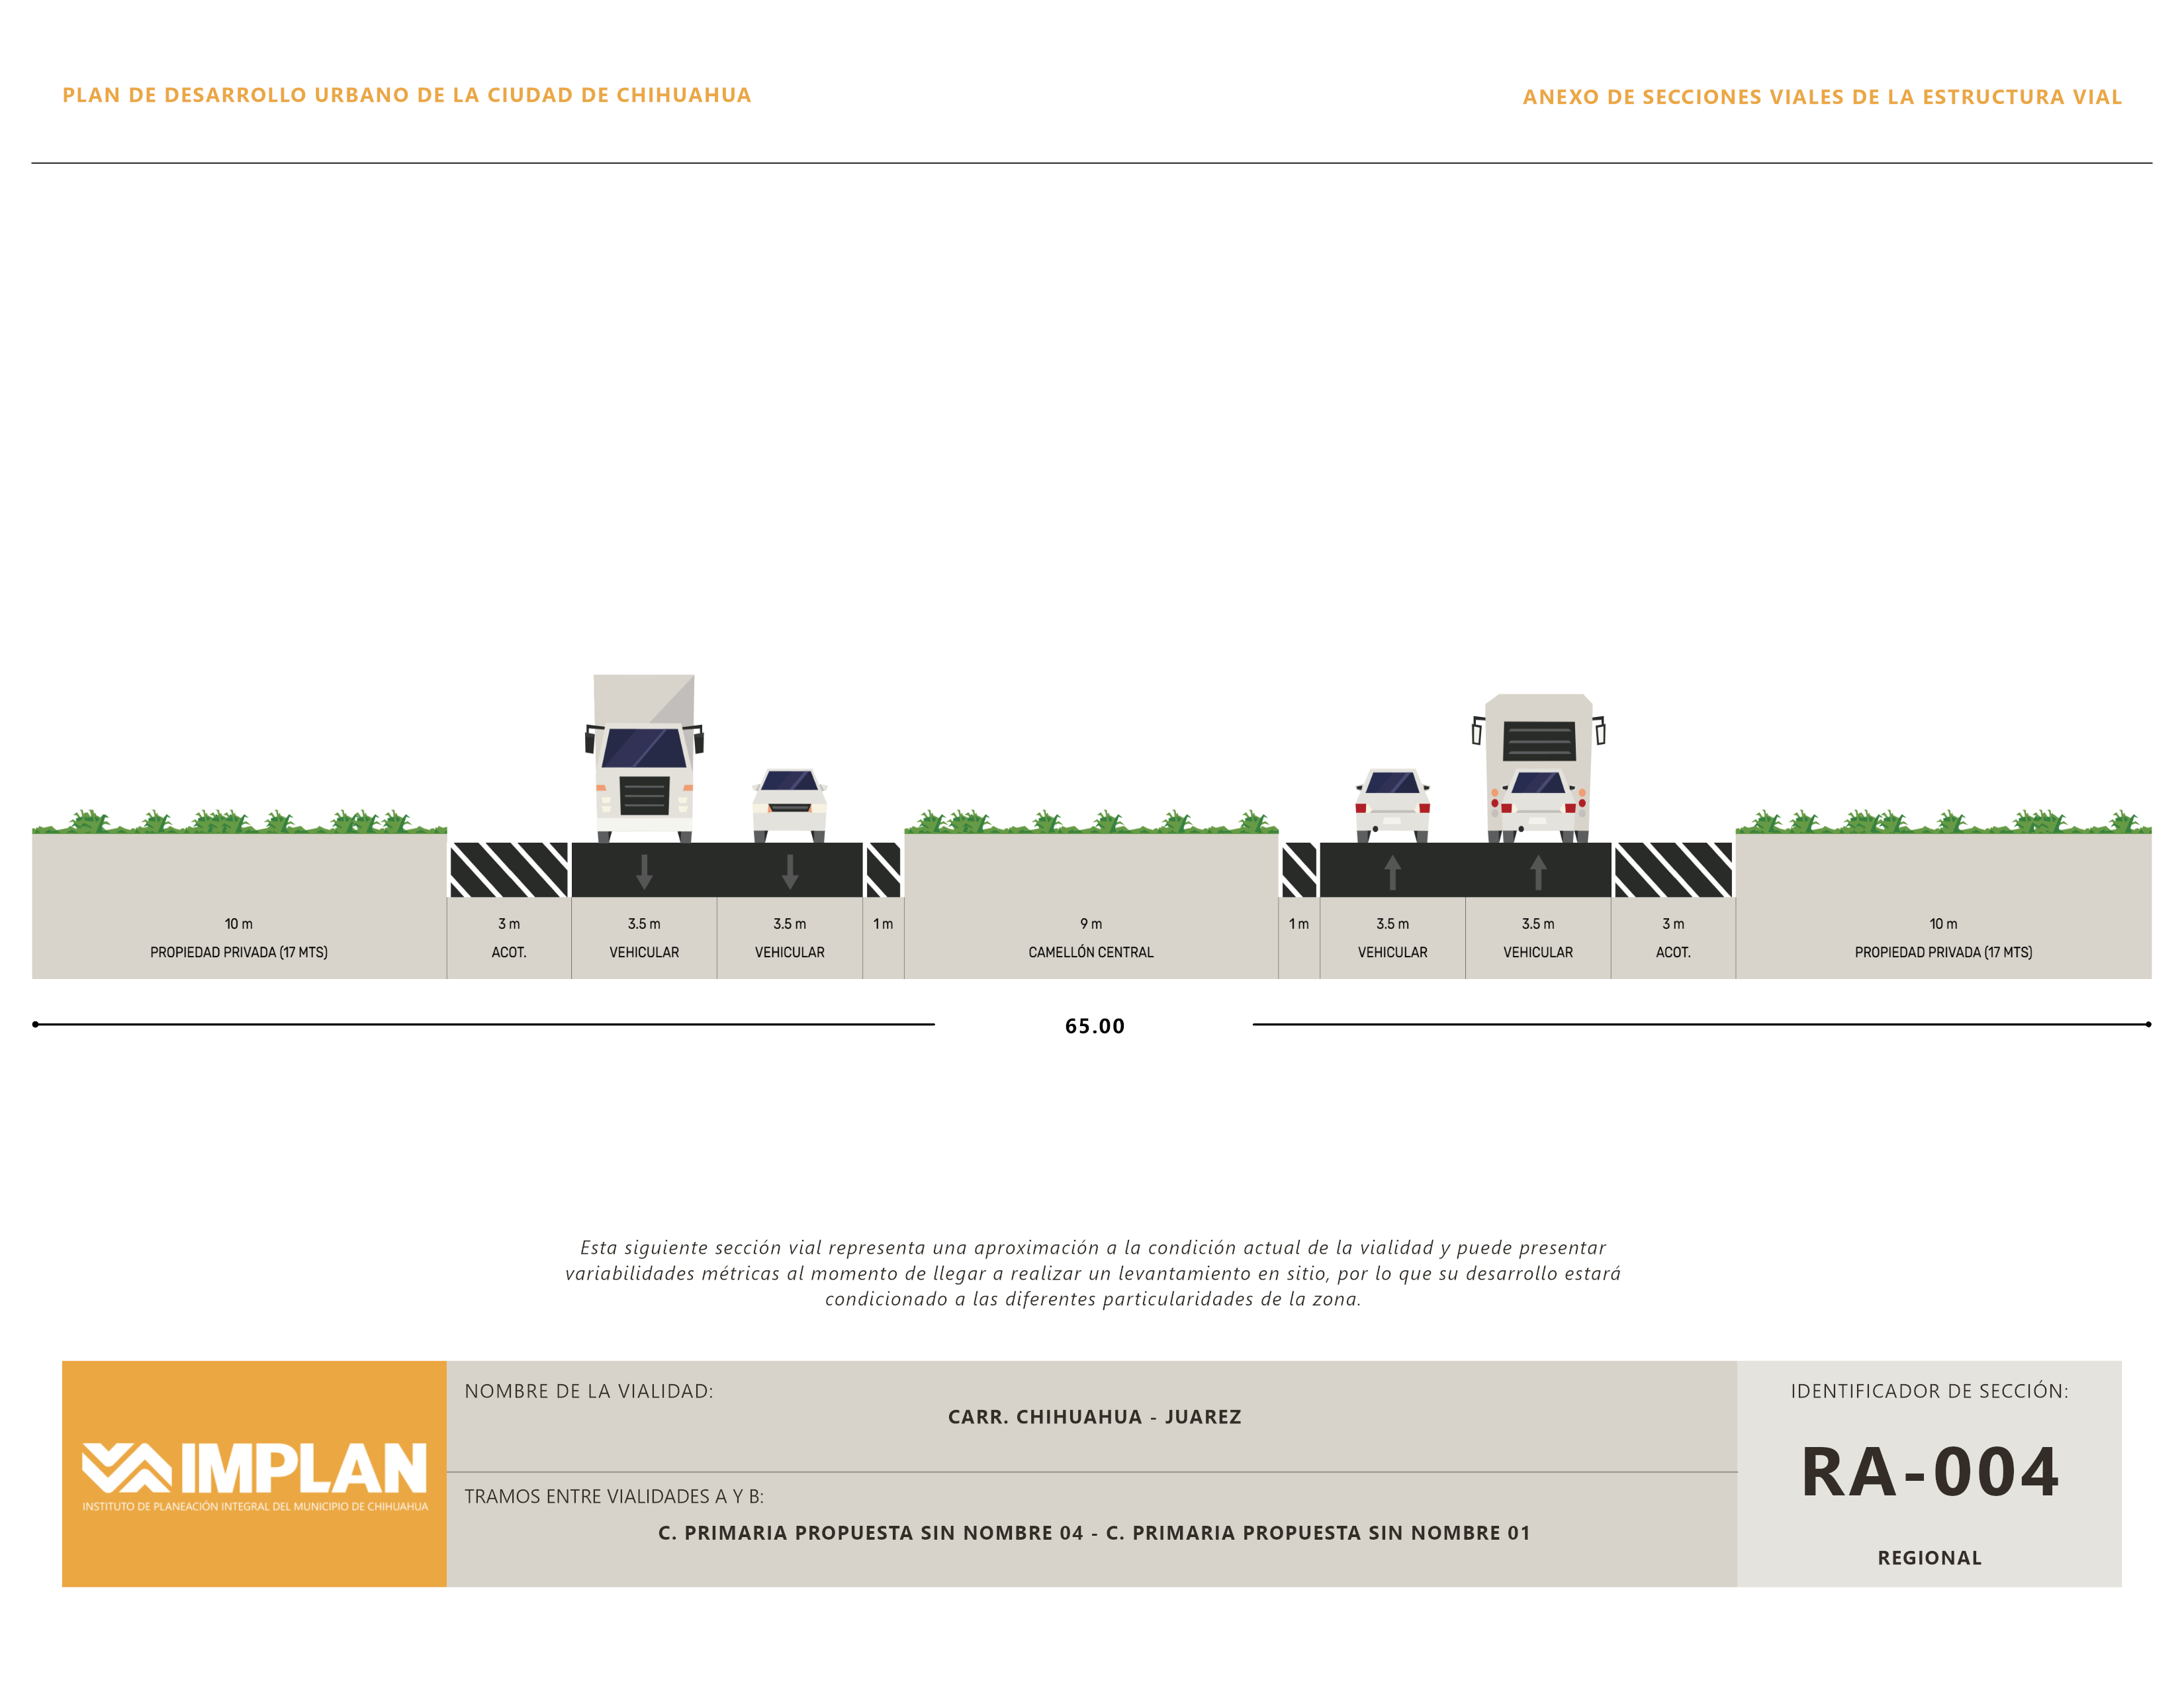 PLAN DE DESARROLLO URBANO DE LA CIUDAD DE CHIHUAHUA
ANEXO DE SECCIONES VIALES DE LA ESTRUCTURA VIAL
10 m
PROPIEDAD PRIVADA (17 MTS)
3 m
ACOT.
3.5 m
VEHICULAR
3.5 m
VEHICULAR
1 m
9 m
CAMELLÓN CENTRAL
1 m
3.5 m
VEHICULAR
3.5 m
VEHICULAR
3 m
ACOT.
10 m
PROPIEDAD PRIVADA (17 MTS)
65.00
Esta siguiente sección vial representa una aproximación a la condición actual de la vialidad y puede presentar
variabilidades métricas al momento de llegar a realizar un levantamiento en sitio, por lo que su desarrollo estará
condicionado a las diferentes particularidades de la zona.
IMPLAN
INSTITUTO DE PLANEACIÓN INTEGRAL DEL MUNICIPIO DE CHIHUAHUA
NOMBRE DE LA VIALIDAD:
CARR. CHIHUAHUA - JUAREZ
TRAMOS ENTRE VIALIDADES A Y B:
C. PRIMARIA PROPUESTA SIN NOMBRE 04 - C. PRIMARIA PROPUESTA SIN NOMBRE 01
IDENTIFICADOR DE SECCIÓN:
RA-004
REGIONAL